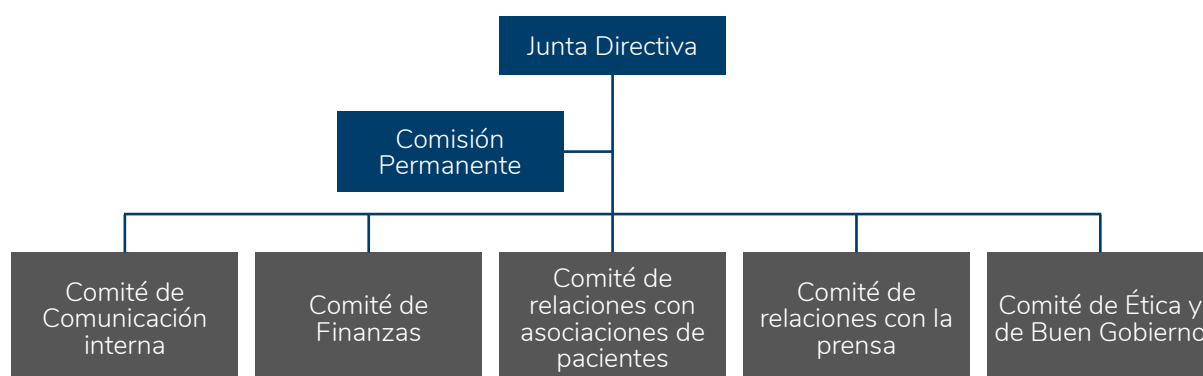 Junta Directiva
Comisión
Permanente
Comité de
Comunicación
interna
Comité de
Finanzas
Comité de
relaciones con
asociaciones de
pacientes
Comité de
relaciones con la
prensa
Comité de Ética y
de Buen Gobierno